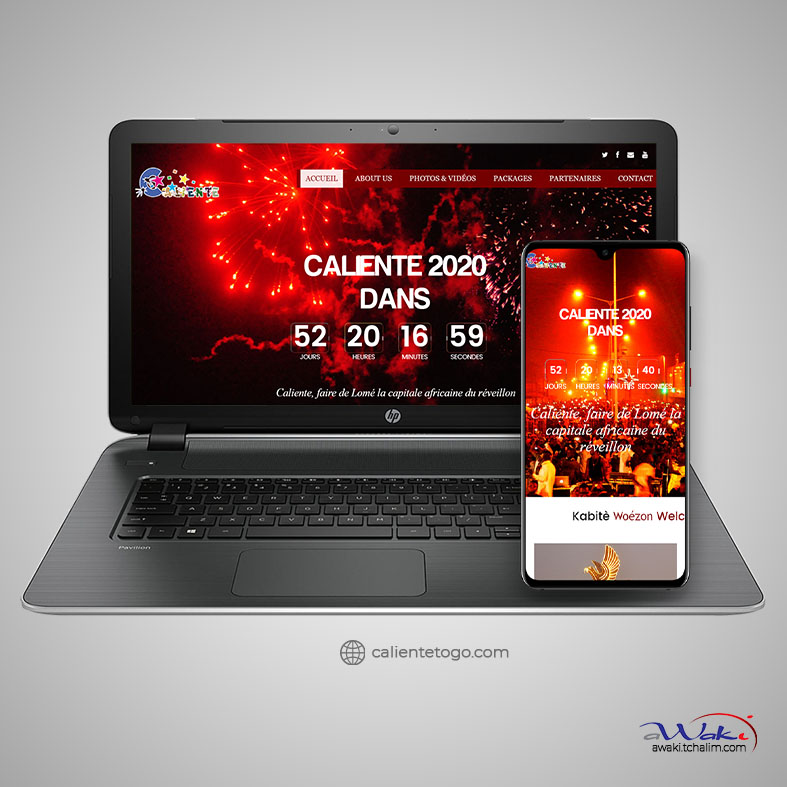 CALIENTE
ACCUEIL ABOUT US PHOTOS & VIDÉOS PACKAGES PARTENAIRES CONTACT
CALIENTE 2020
DANS
52 20 16 59
JOURS HEURES MINUTES SECONDES
Caliente, faire de Lomé la capitale africaine du réveillon
hp
Pavilion
CALIENTE 2020
DANS
52 20 13 40
JOURS HEURES MINUTES SECONDES
Caliente, faire de Lomé la
capitale africaine du
réveillon
Kabitè Woézon Welc
calientetogo.com
aWaki
awaki.tchalim.com